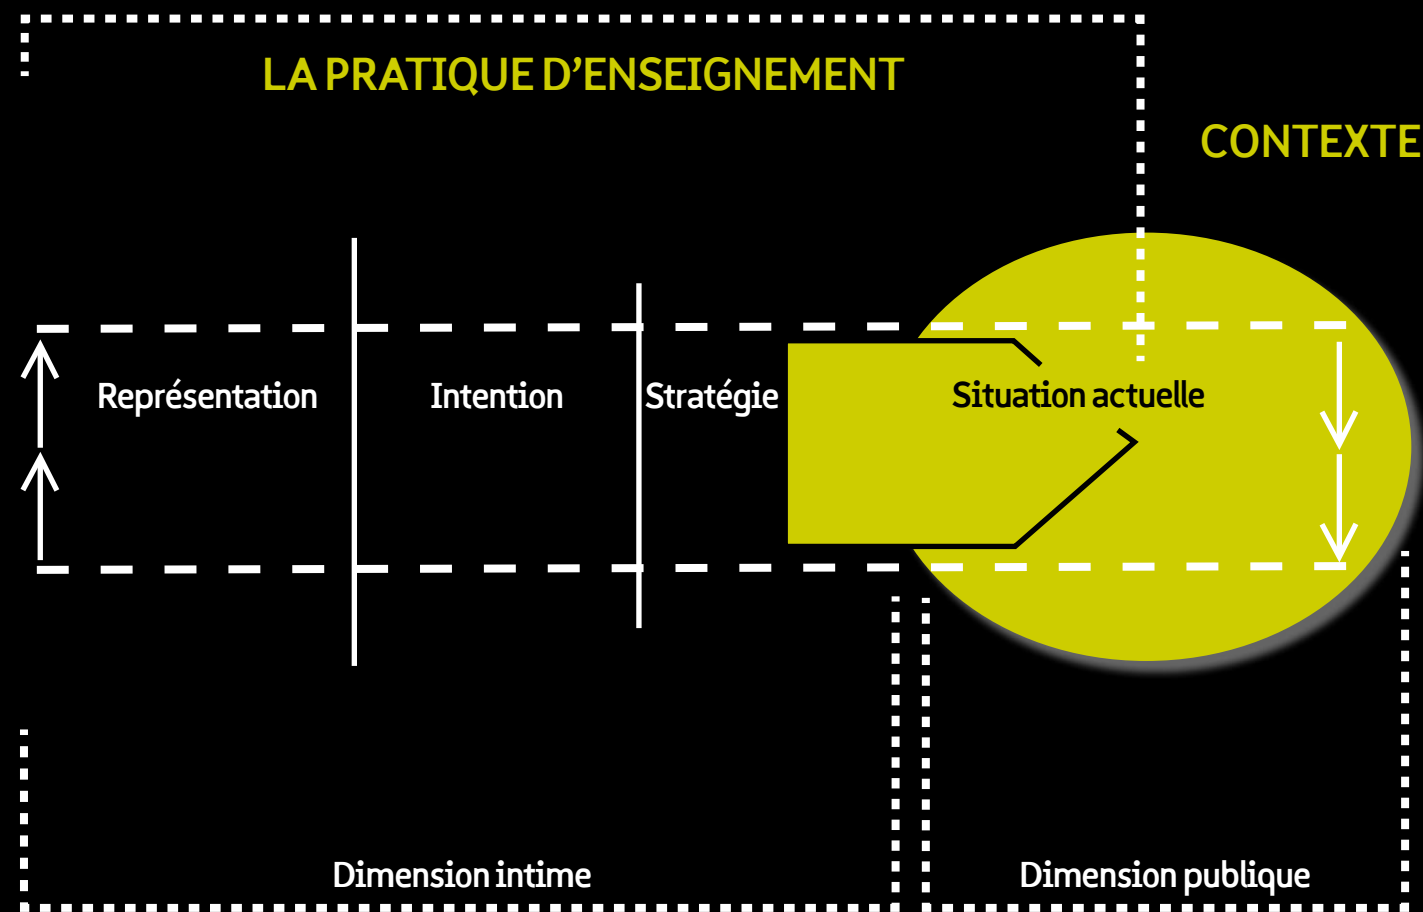 LA PRATIQUE D’ENSEIGNEMENT
CONTEXTE
Représentation
Intention
Stratégie
Situation actuelle
Dimension intime
Dimension publique